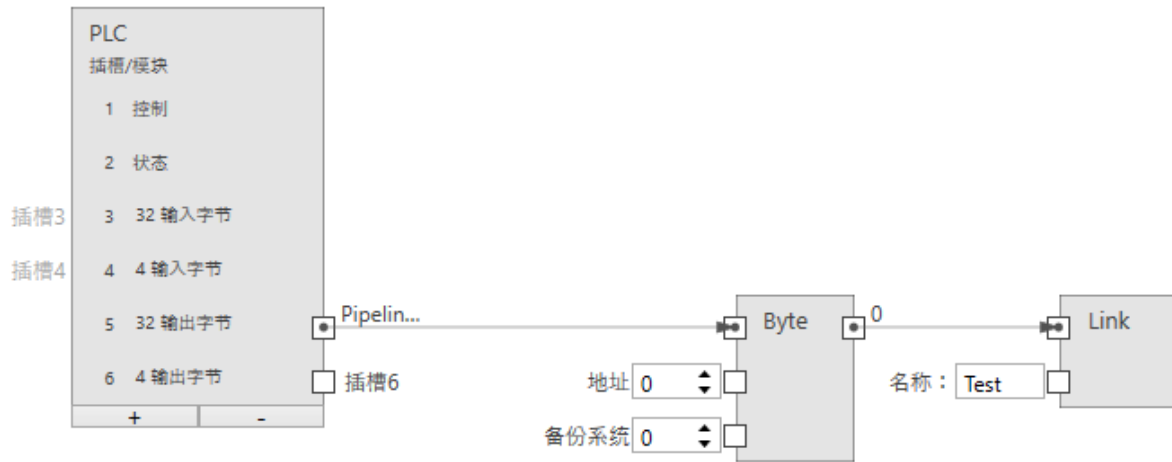 PLC
插槽/模块
1 控制
2 状态
插槽3 3 32 输入字节
插槽4 4 4 输入字节
5 32 输出字节 Pipelin... Byte 0 Link
6 4 输出字节 插槽6 地址 0 名称： Test
+ -
备份系统 0